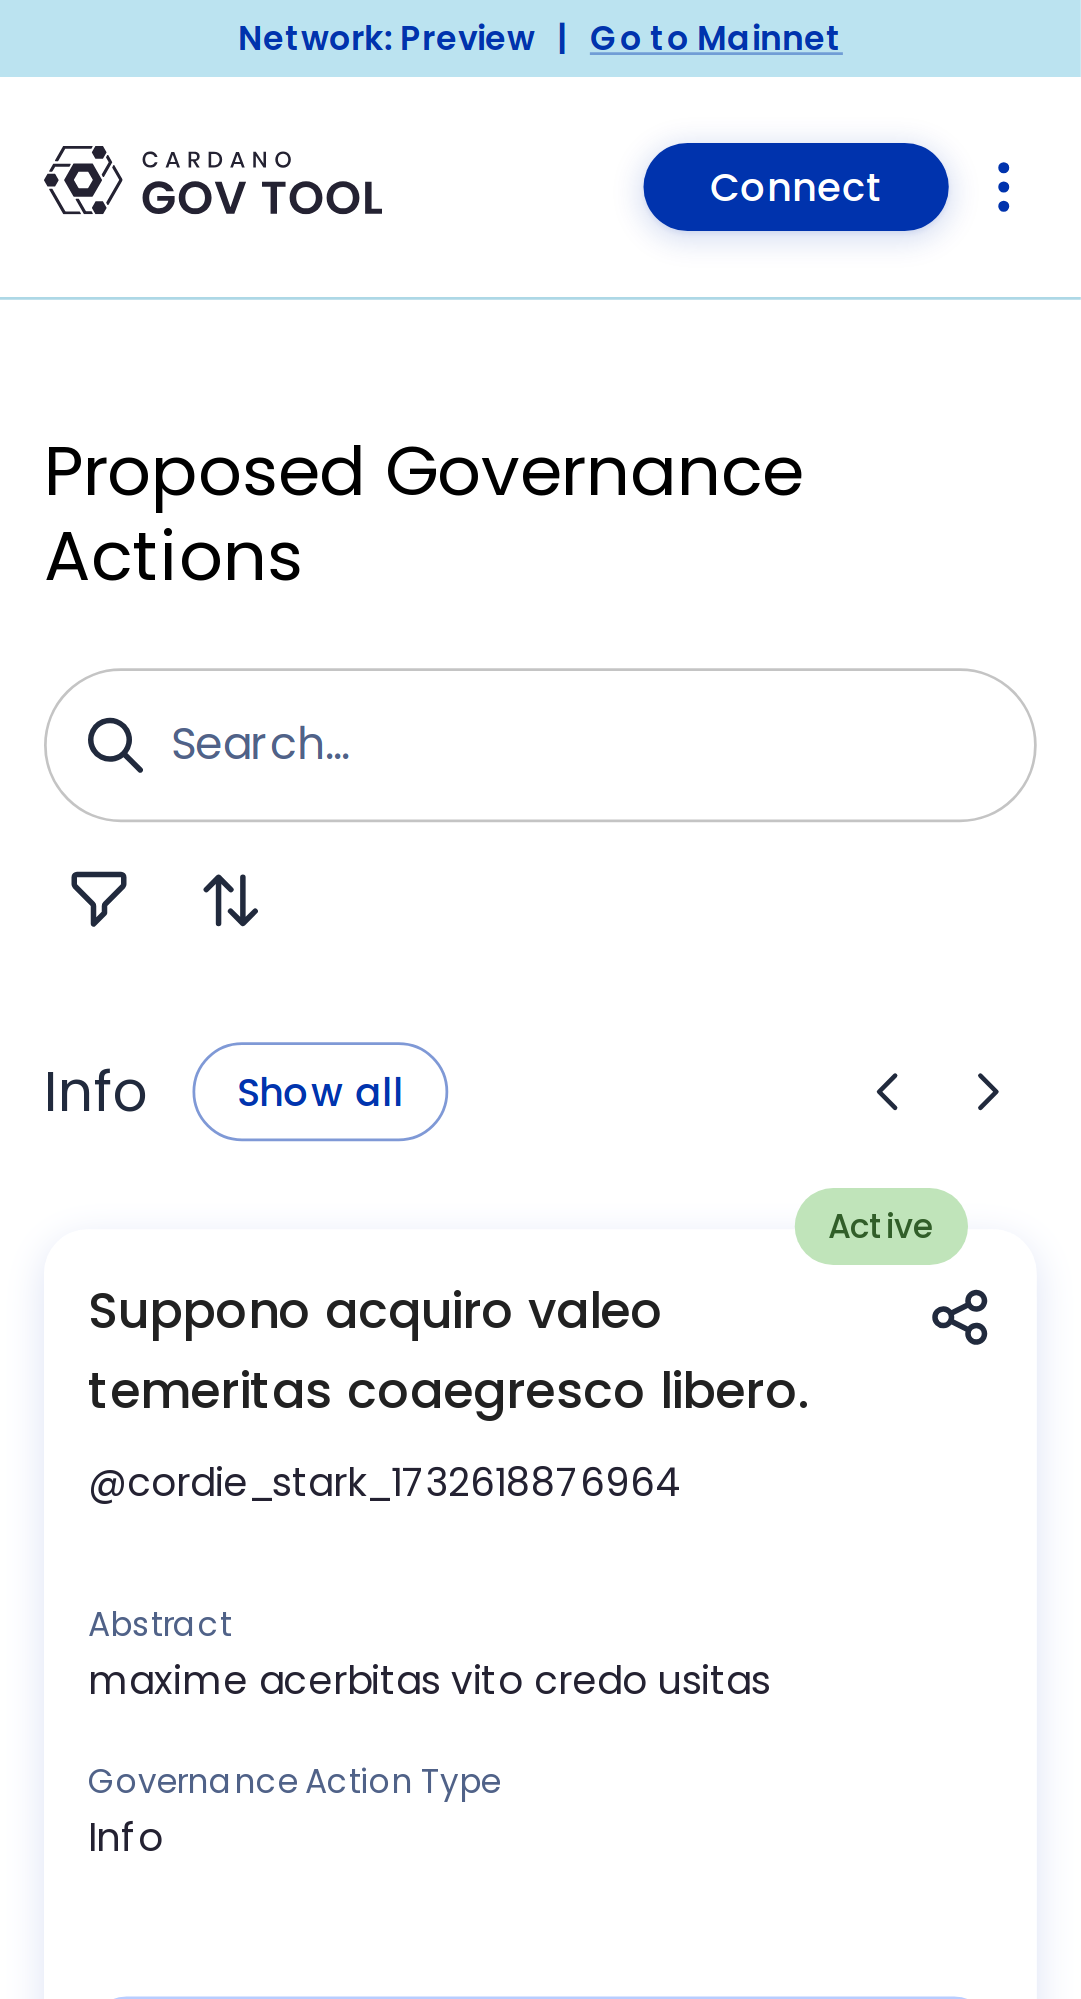 Network: Preview | Go to Mainnet
CARDANO
GOV TOOL
Connect
Proposed Governance
Actions
Search...
Info
Show all
Active
Suppono acquiro valeo
temeritas coaegresco libero.
@cordie_stark_1732618876964
Abstract
maxime acerbitas vito credo usitas
Governance Action Type
Info